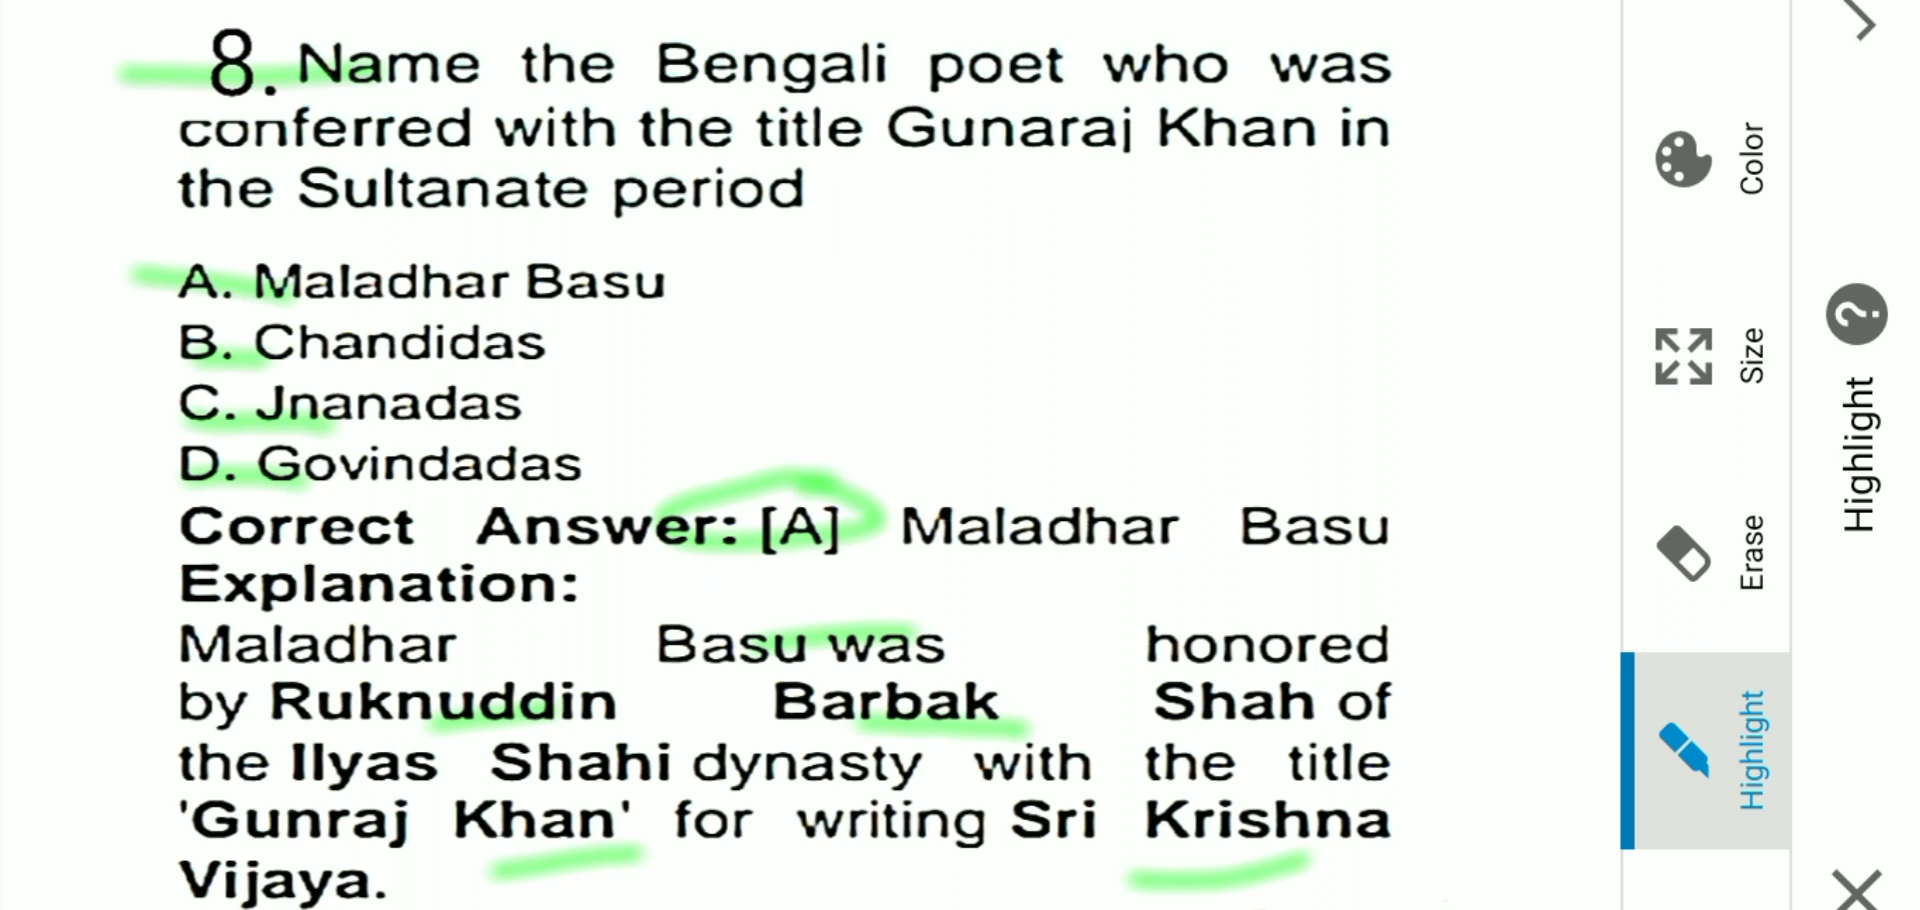 8. Name the Bengali poet who was
conferred with the title Gunaraj Khan in
the Sultanate period
A. Maladhar Basu
B. Chandidas
C. Jnanadas
D. Govindadas
Correct Answer: [A] Maladhar Basu
Explanation:
Maladhar Basu was honored
by Ruknuddin Barbak Shah of
the Ilyas Shahi dynasty with the title
'Gunraj Khan' for writing Sri Krishna
Vijaya.
Color
Size
Erase
Highlight
Highlight
?